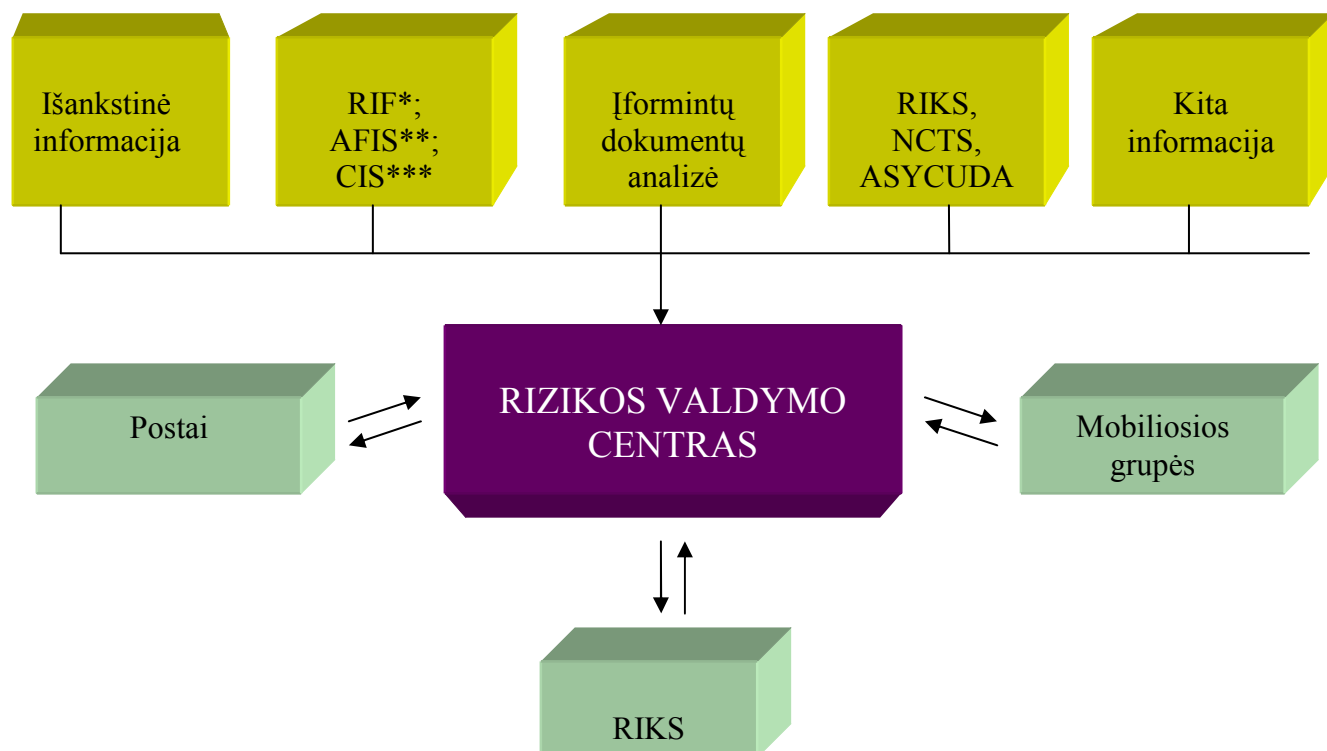 Išankstinė
informacija
RIF*;
AFIS**;
CIS***
Įformintų
dokumentų
analizė
RIKS,
NCTS,
ASYCUDA
Kita
informacija
RIZIKOS VALDYMO
CENTRAS
Postai
Mobiliosios
grupės
RIKS